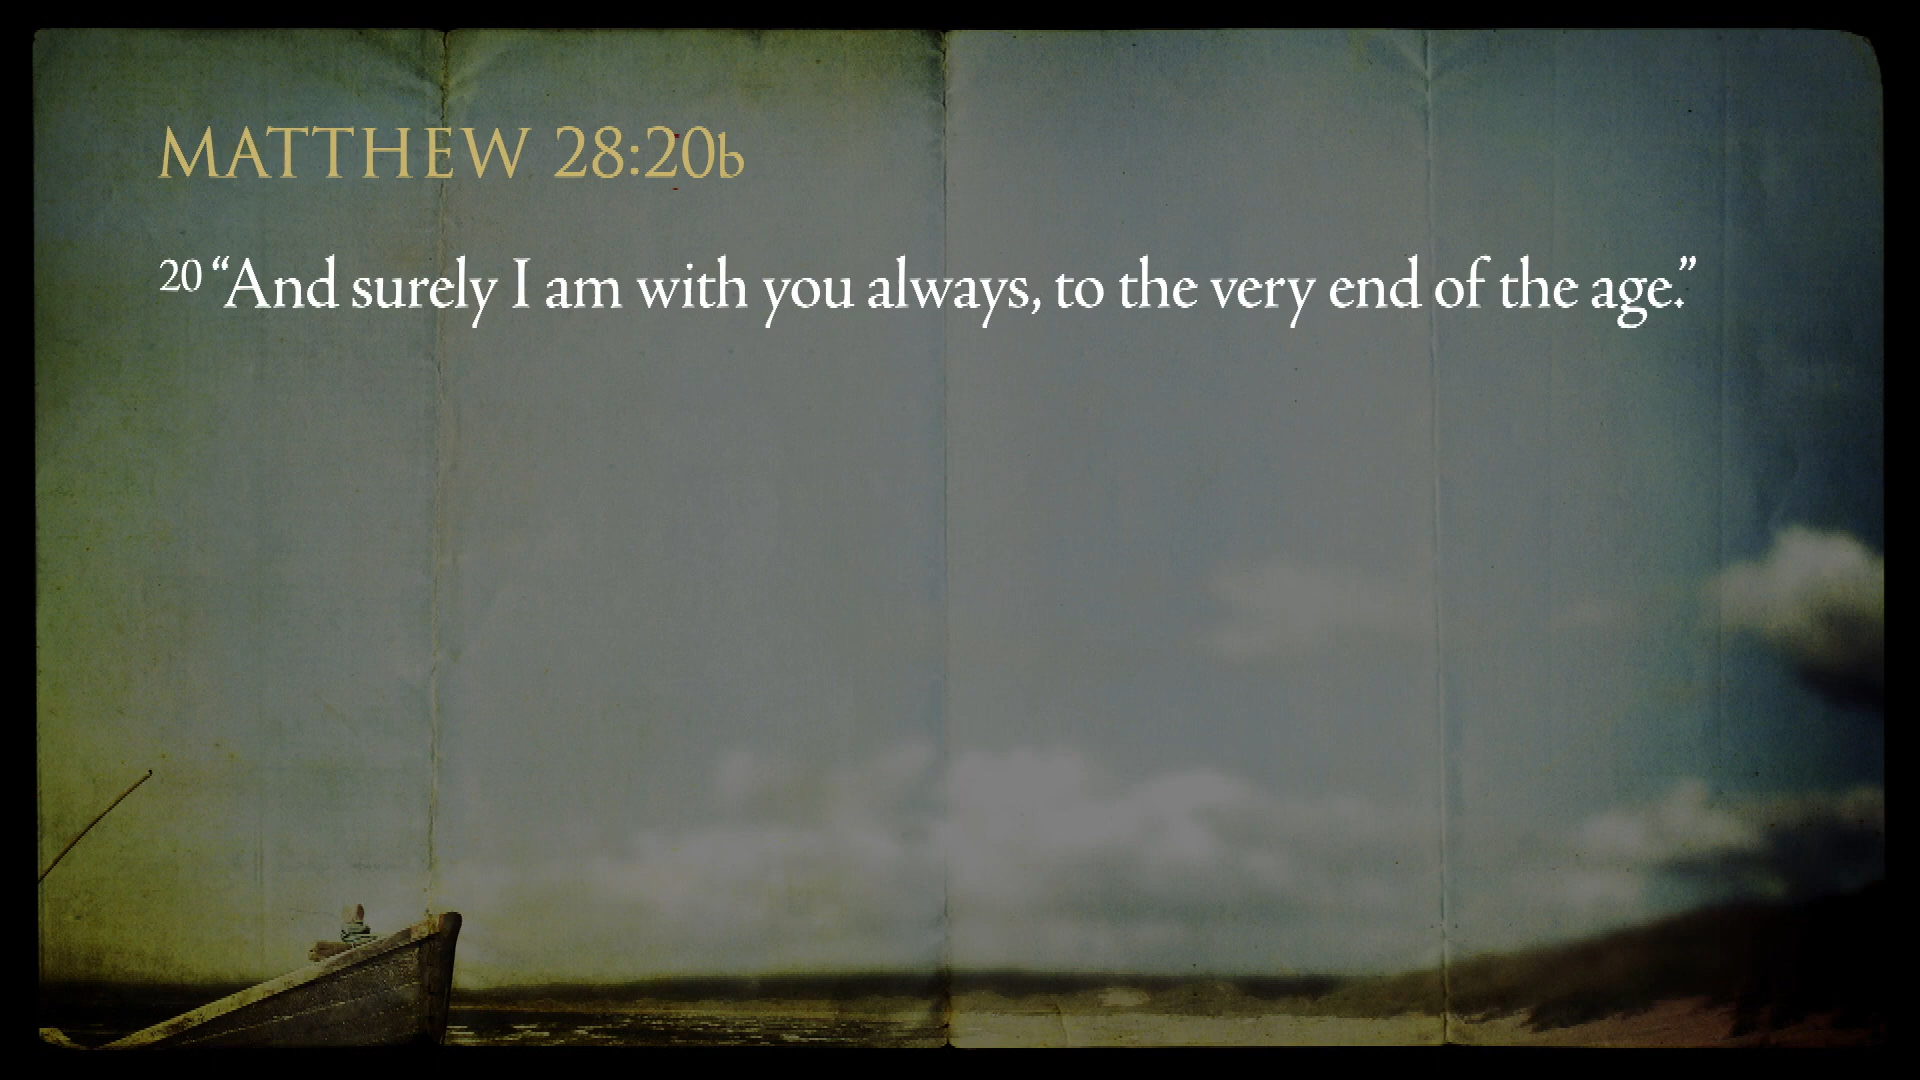 MATTHEW 28:20b
20 “And surely I am with you always, to the very end of the age.”